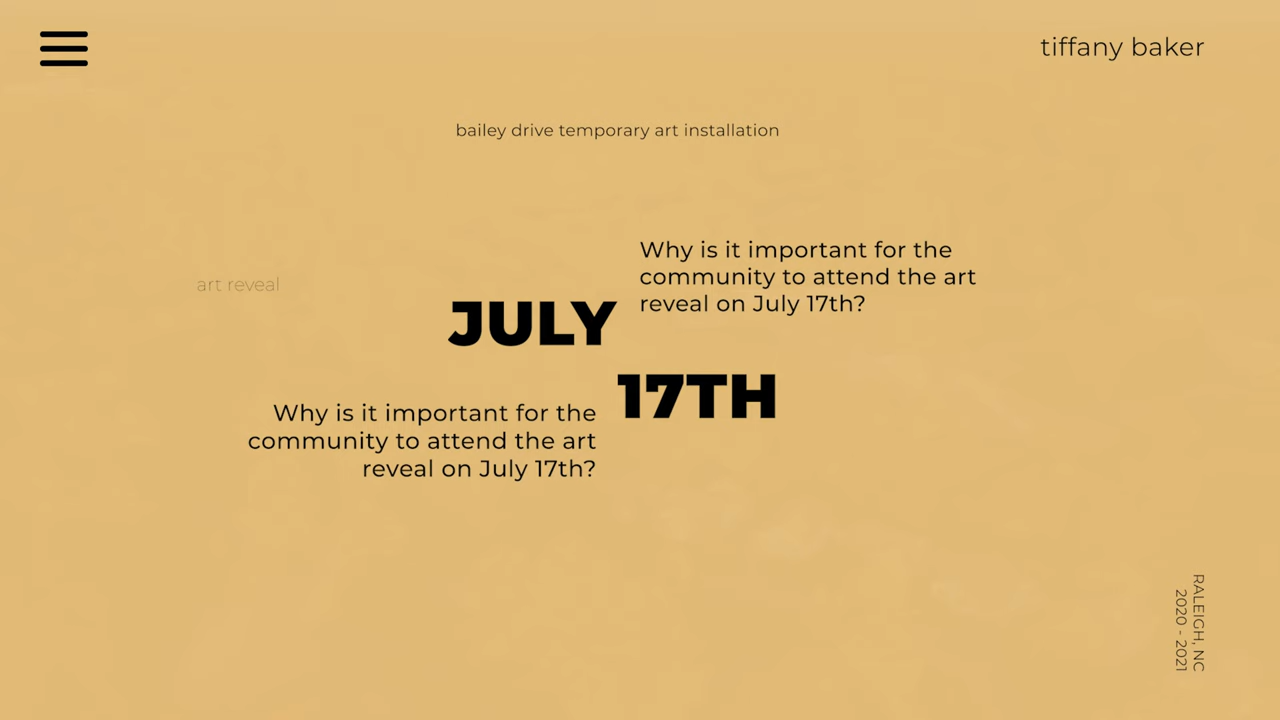 tiffany baker
bailey drive temporary art installation
Why is it important for the
community to attend the art
reveal on July 17th?
art reveal
JULY
17TH
Why is it important for the
community to attend the art
reveal on July 17th?
RALEIGH, NC
2020 - 2021